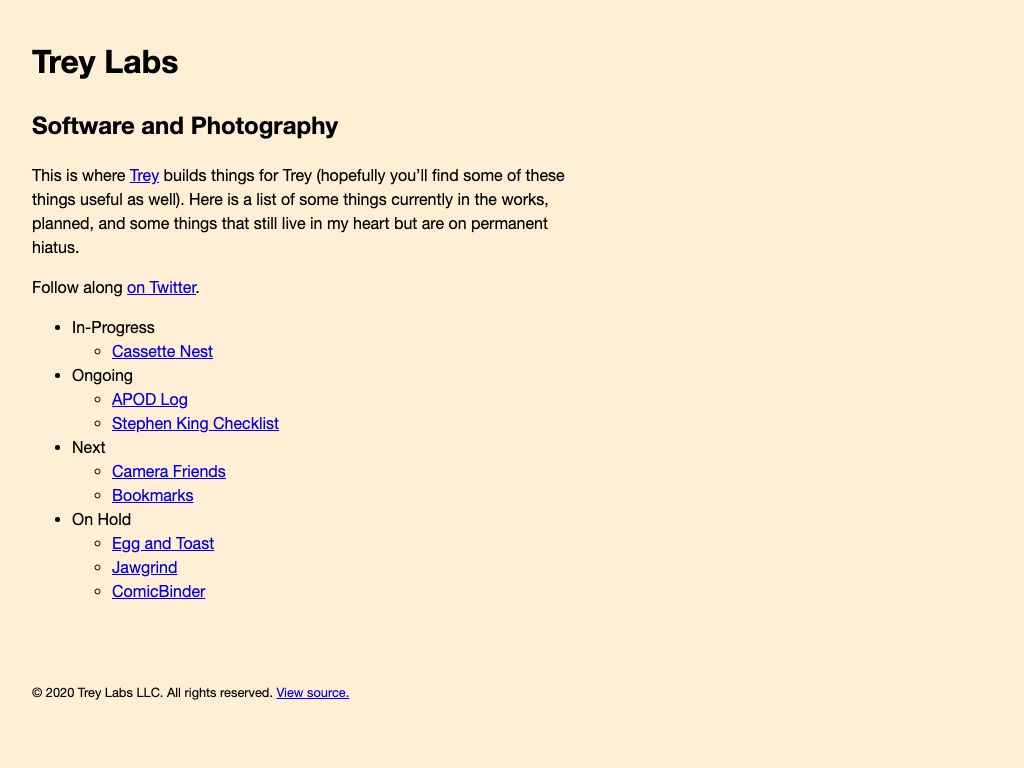 Trey Labs
Software and Photography
This is where Trey builds things for Trey (hopefully you’ll find some of these
things useful as well). Here is a list of some things currently in the works,
planned, and some things that still live in my heart but are on permanent
hiatus.
Follow along on Twitter.
In-Progress
Cassette Nest
Ongoing
APOD Log
Stephen King Checklist
Next
Camera Friends
Bookmarks
On Hold
Egg and Toast
Jawgrind
ComicBinder
© 2020 Trey Labs LLC. All rights reserved. View source.